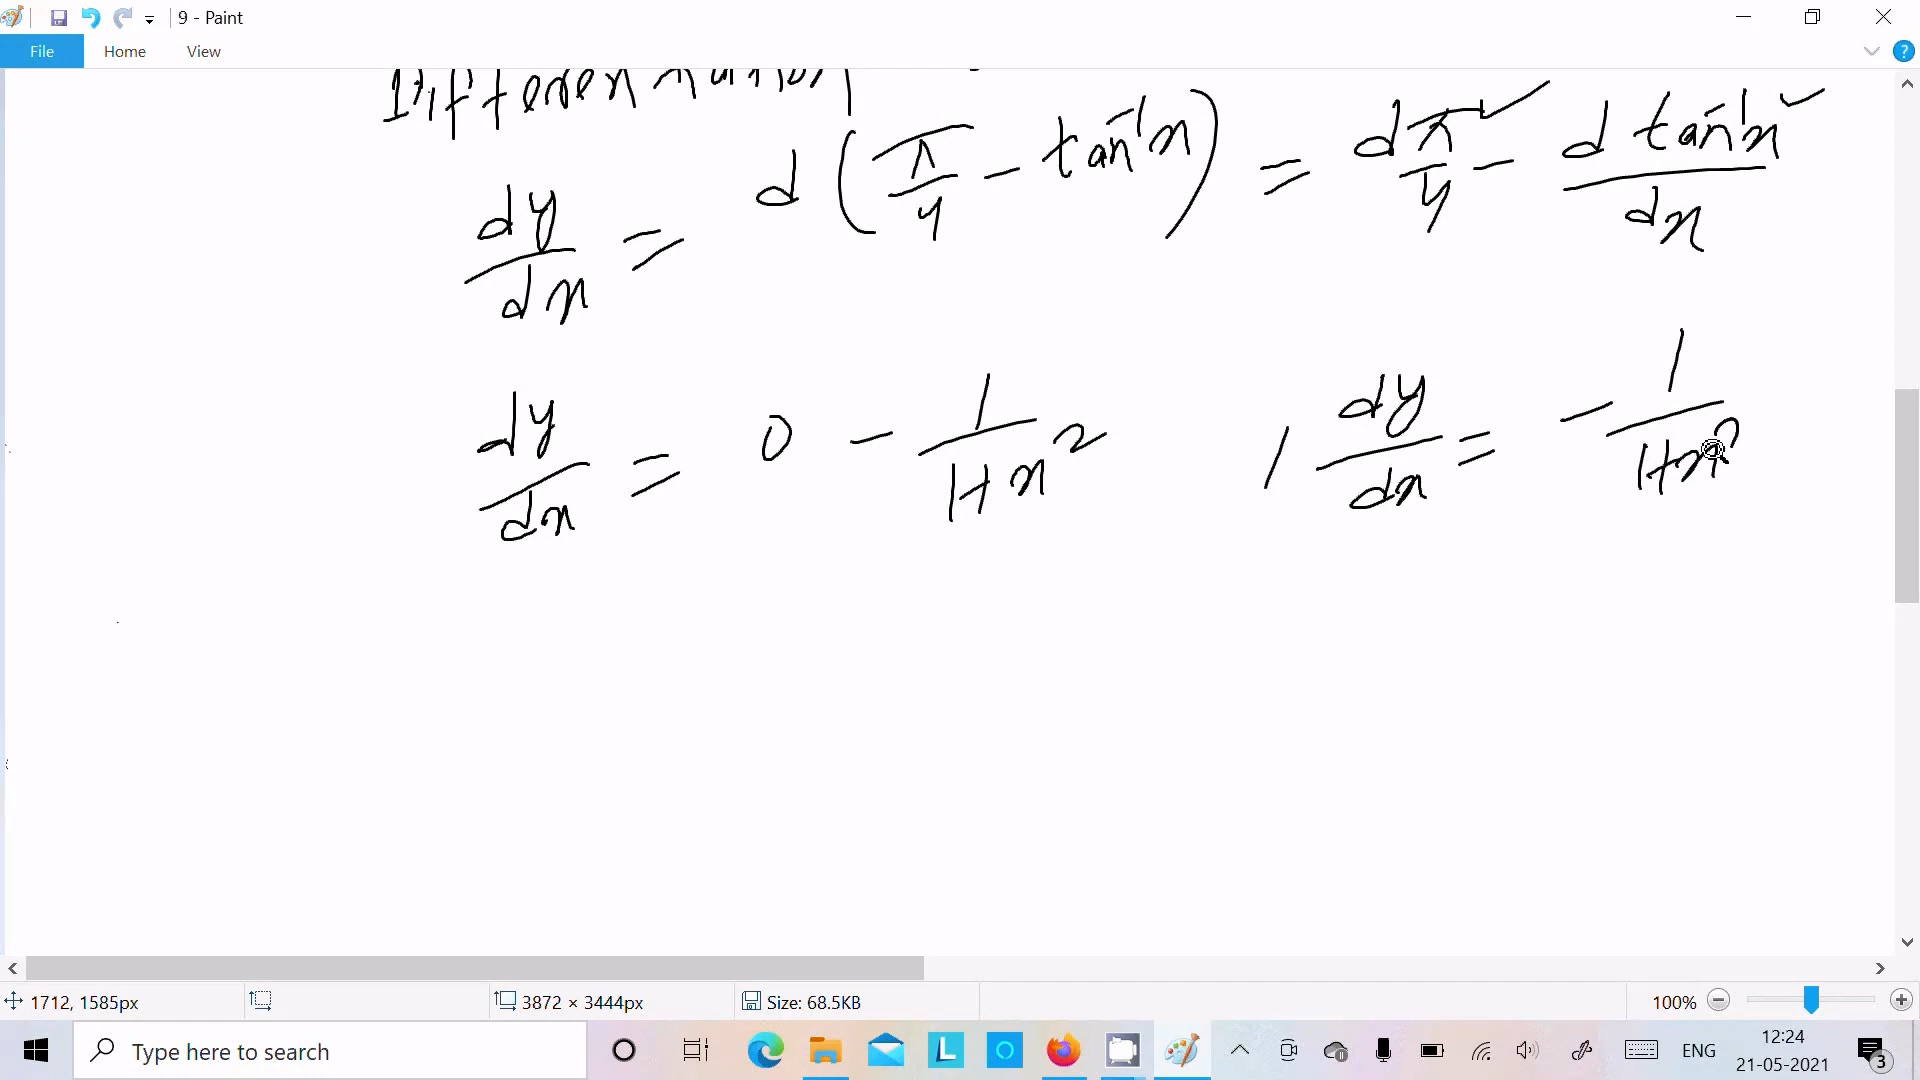 9 - Paint
File Home View
Differentiation
dy/dx = d (π/4 - tan⁻¹x) = dπ/4 - d tan⁻¹x/dx
dy/dx = 0 - 1/1+x² / dy/dx = - 1/1+x²
1712, 1585px 3872 × 3444px Size: 68.5KB 100%
Type here to search L O ENG 12:24
21-05-2021 3